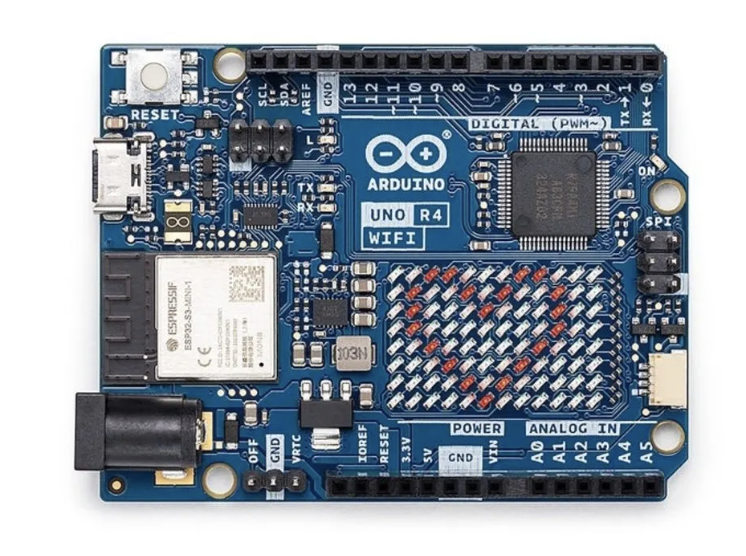 RESET
SCL
SDA
AREF
GND
13
12
~11
~10
~9
8
7
~6
~5
4
~3
2
TX→1
RX←0
DIGITAL (PWM~)
L
TX
RX
ARDUINO
®
UNO R4
WIFI
ON
SPI
ESPRESSIF
ESP32-S3-MINI-1
CE
103N
OFF
GND
VRTC
IOREF
RESET
3.3V
5V
GND
VIN
POWER
ANALOG IN
A0
A1
A2
A3
A4
A5